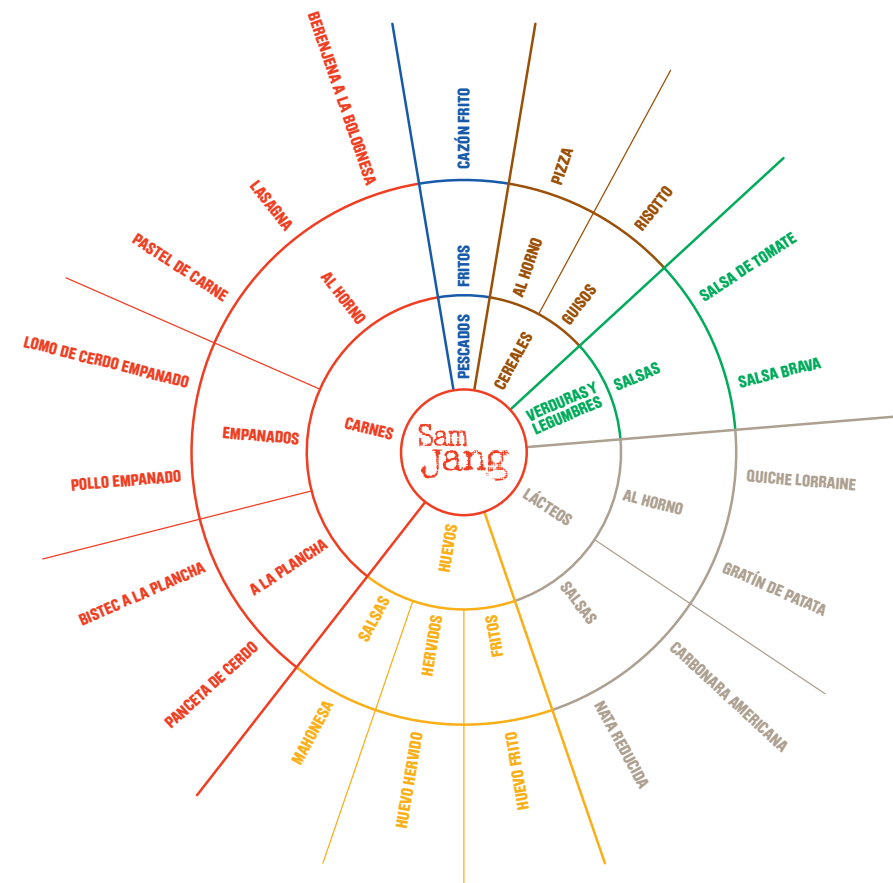 Sam
Jang
PESCADOS
FRITOS
CAZÓN FRITO
CEREALES
AL HORNO
PIZZA
GUISOS
RISOTTO
VERDURAS Y
LEGUMBRES
SALSAS
SALSA DE TOMATE
SALSA BRAVA
LÁCTEOS
AL HORNO
QUICHE LORRAINE
GRATÍN DE PATATA
SALSAS
CARBONARA AMERICANA
NATA REDUCIDA
HUEVOS
FRITOS
HUEVO FRITO
HERVIDOS
HUEVO HERVIDO
SALSAS
MAHONESA
CARNES
A LA PLANCHA
PANCETA DE CERDO
BISTEC A LA PLANCHA
EMPANADOS
POLLO EMPANADO
LOMO DE CERDO EMPANADO
AL HORNO
PASTEL DE CARNE
LASAGNA
BERENJENA A LA BOLOGNESA